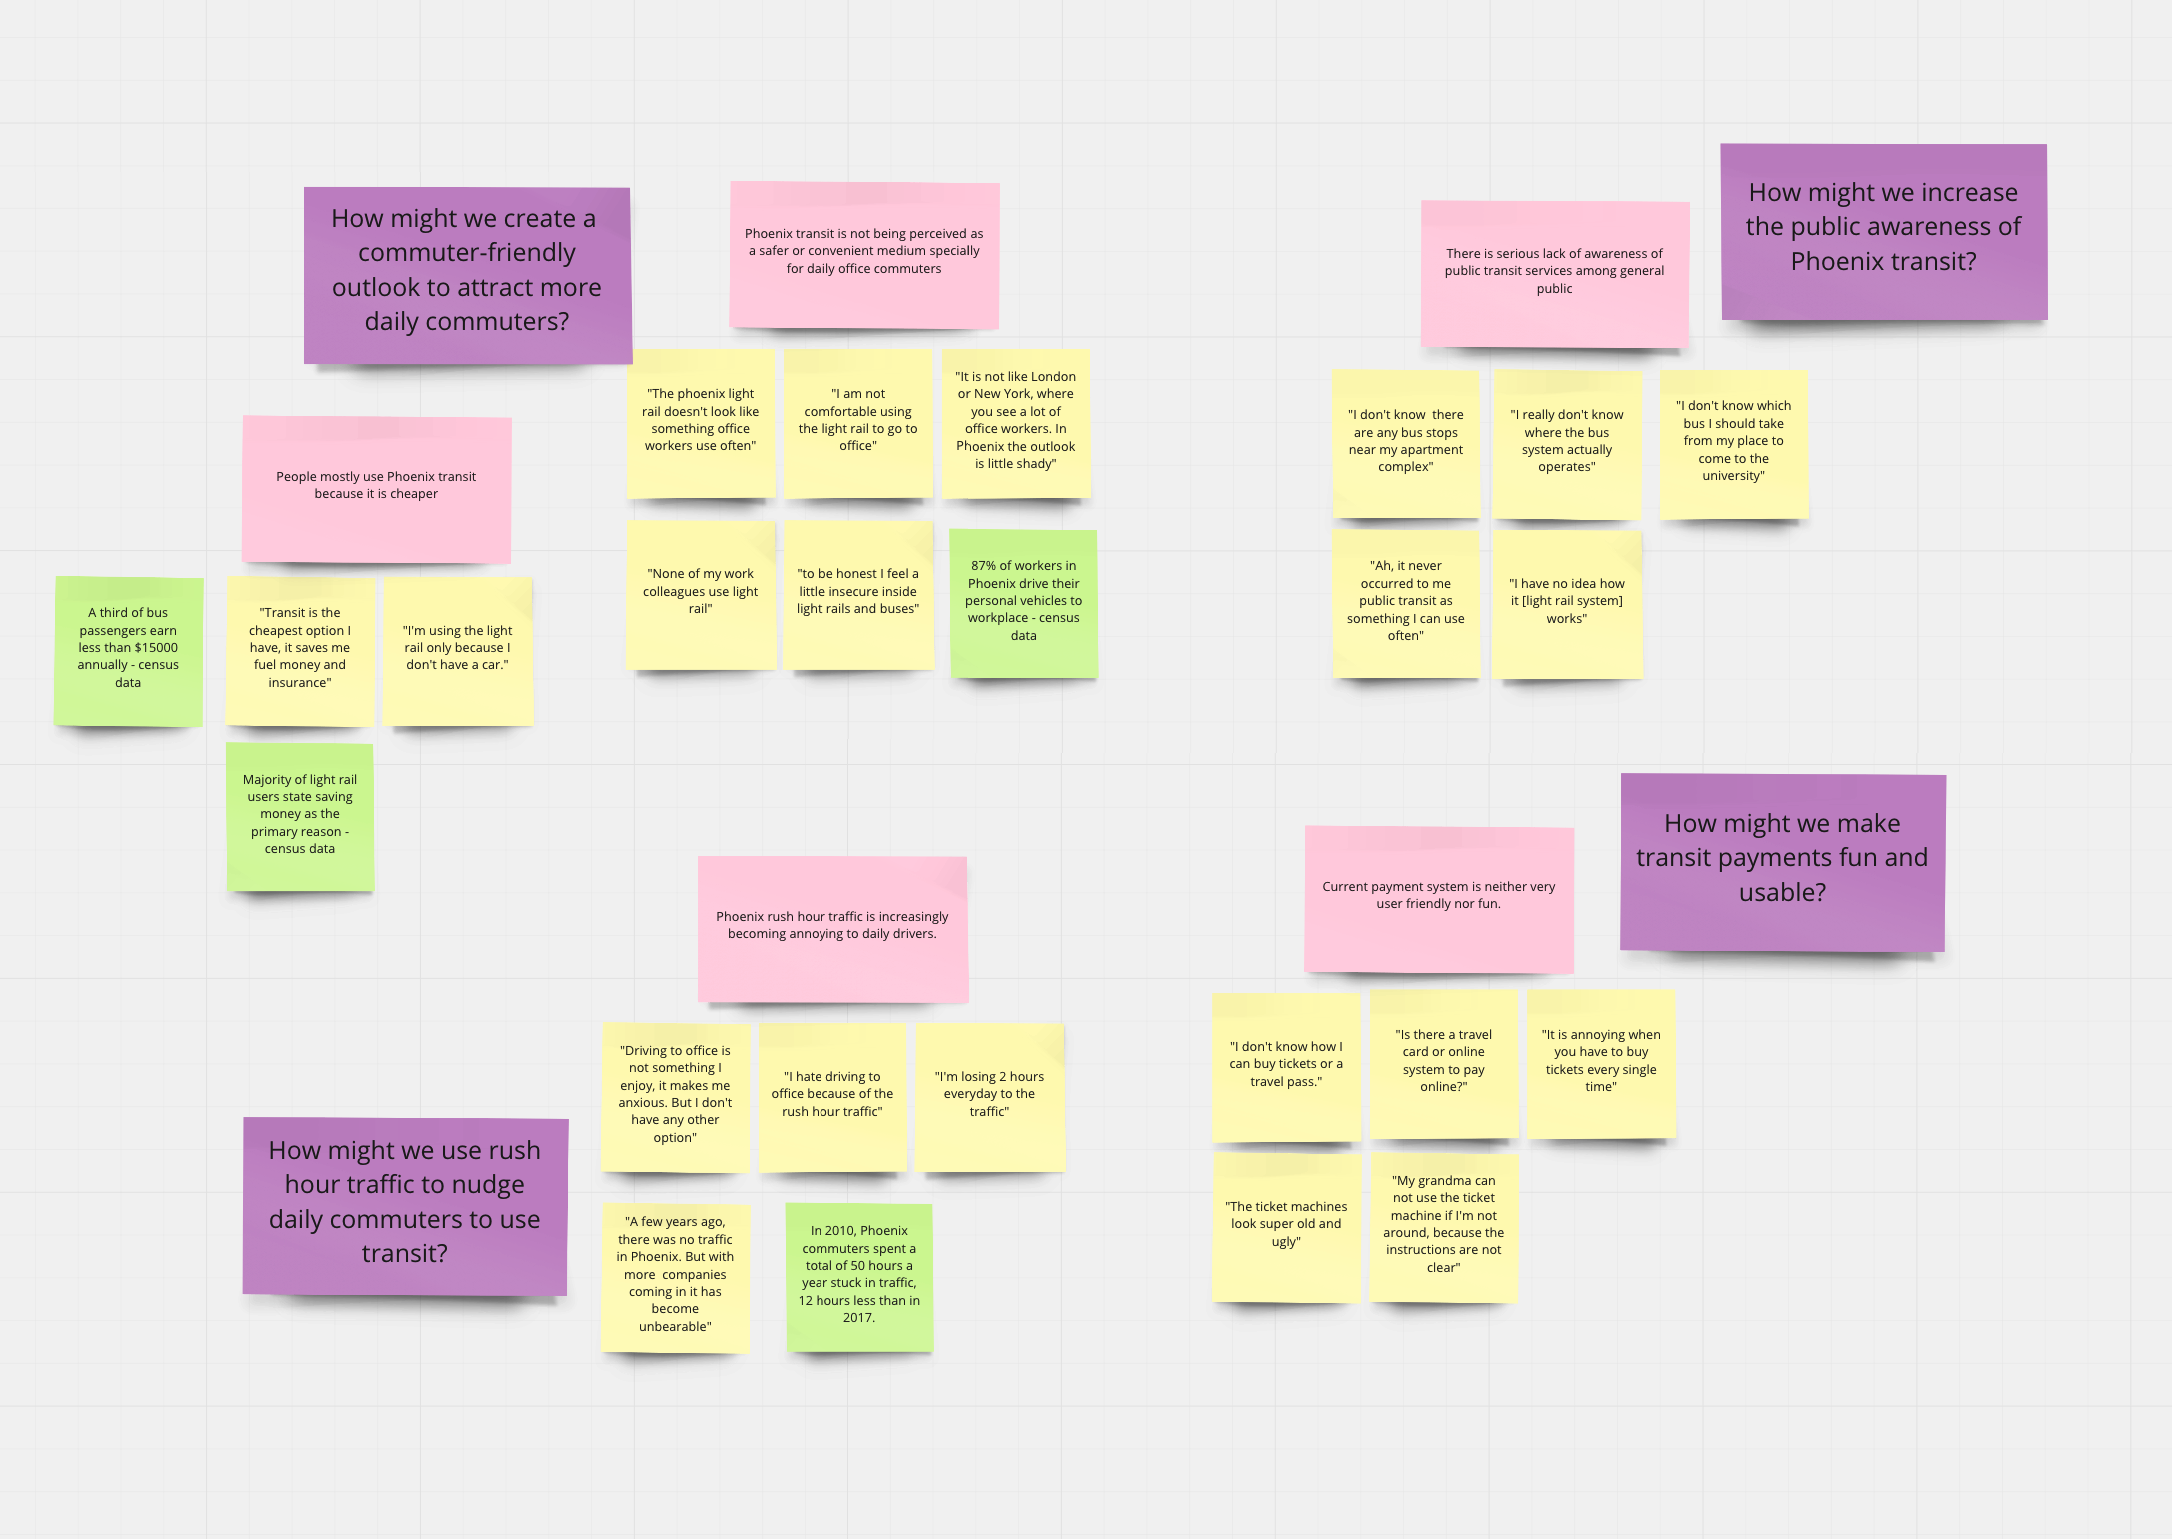 How might we create a
commuter-friendly
outlook to attract more
daily commuters?
Phoenix transit is not being perceived as
a safer or convenient medium specially
for daily office commuters
"The phoenix light
rail doesn't look like
something office
workers use often"
"I am not
comfortable using
the light rail to go to
office"
"It is not like London
or New York, where
you see a lot of
office workers. In
Phoenix the outlook
is little shady"
"None of my work
colleagues use light
rail"
"to be honest I feel a
little insecure inside
light rails and buses"
87% of workers in
Phoenix drive their
personal vehicles to
workplace - census
data
People mostly use Phoenix transit
because it is cheaper
A third of bus
passengers earn
less than $15000
annually - census
data
"Transit is the
cheapest option I
have, it saves me
fuel money and
insurance"
"I'm using the light
rail only because I
don't have a car."
Majority of light rail
users state saving
money as the
primary reason -
census data
There is serious lack of awareness of
public transit services among general
public
How might we increase
the public awareness of
Phoenix transit?
"I don't know  there
are any bus stops
near my apartment
complex"
"I really don't know
where the bus
system actually
operates"
"I don't know which
bus I should take
from my place to
come to the
university"
"Ah, it never
occurred to me
public transit as
something I can use
often"
"I have no idea how
it [light rail system]
works"
Phoenix rush hour traffic is increasingly
becoming annoying to daily drivers.
How might we use rush
hour traffic to nudge
daily commuters to use
transit?
"Driving to office is
not something I
enjoy, it makes me
anxious. But I don't
have any other
option"
"I hate driving to
office because of the
rush hour traffic"
"I'm losing 2 hours
everyday to the
traffic"
"A few years ago,
there was no traffic
in Phoenix. But with
more  companies
coming in it has
become
unbearable"
In 2010, Phoenix
commuters spent a
total of 50 hours a
year stuck in traffic,
12 hours less than in
2017.
Current payment system is neither very
user friendly nor fun.
How might we make
transit payments fun and
usable?
"I don't know how I
can buy tickets or a
travel pass."
"Is there a travel
card or online
system to pay
online?"
"It is annoying when
you have to buy
tickets every single
time"
"The ticket machines
look super old and
ugly"
"My grandma can
not use the ticket
machine if I'm not
around, because the
instructions are not
clear"